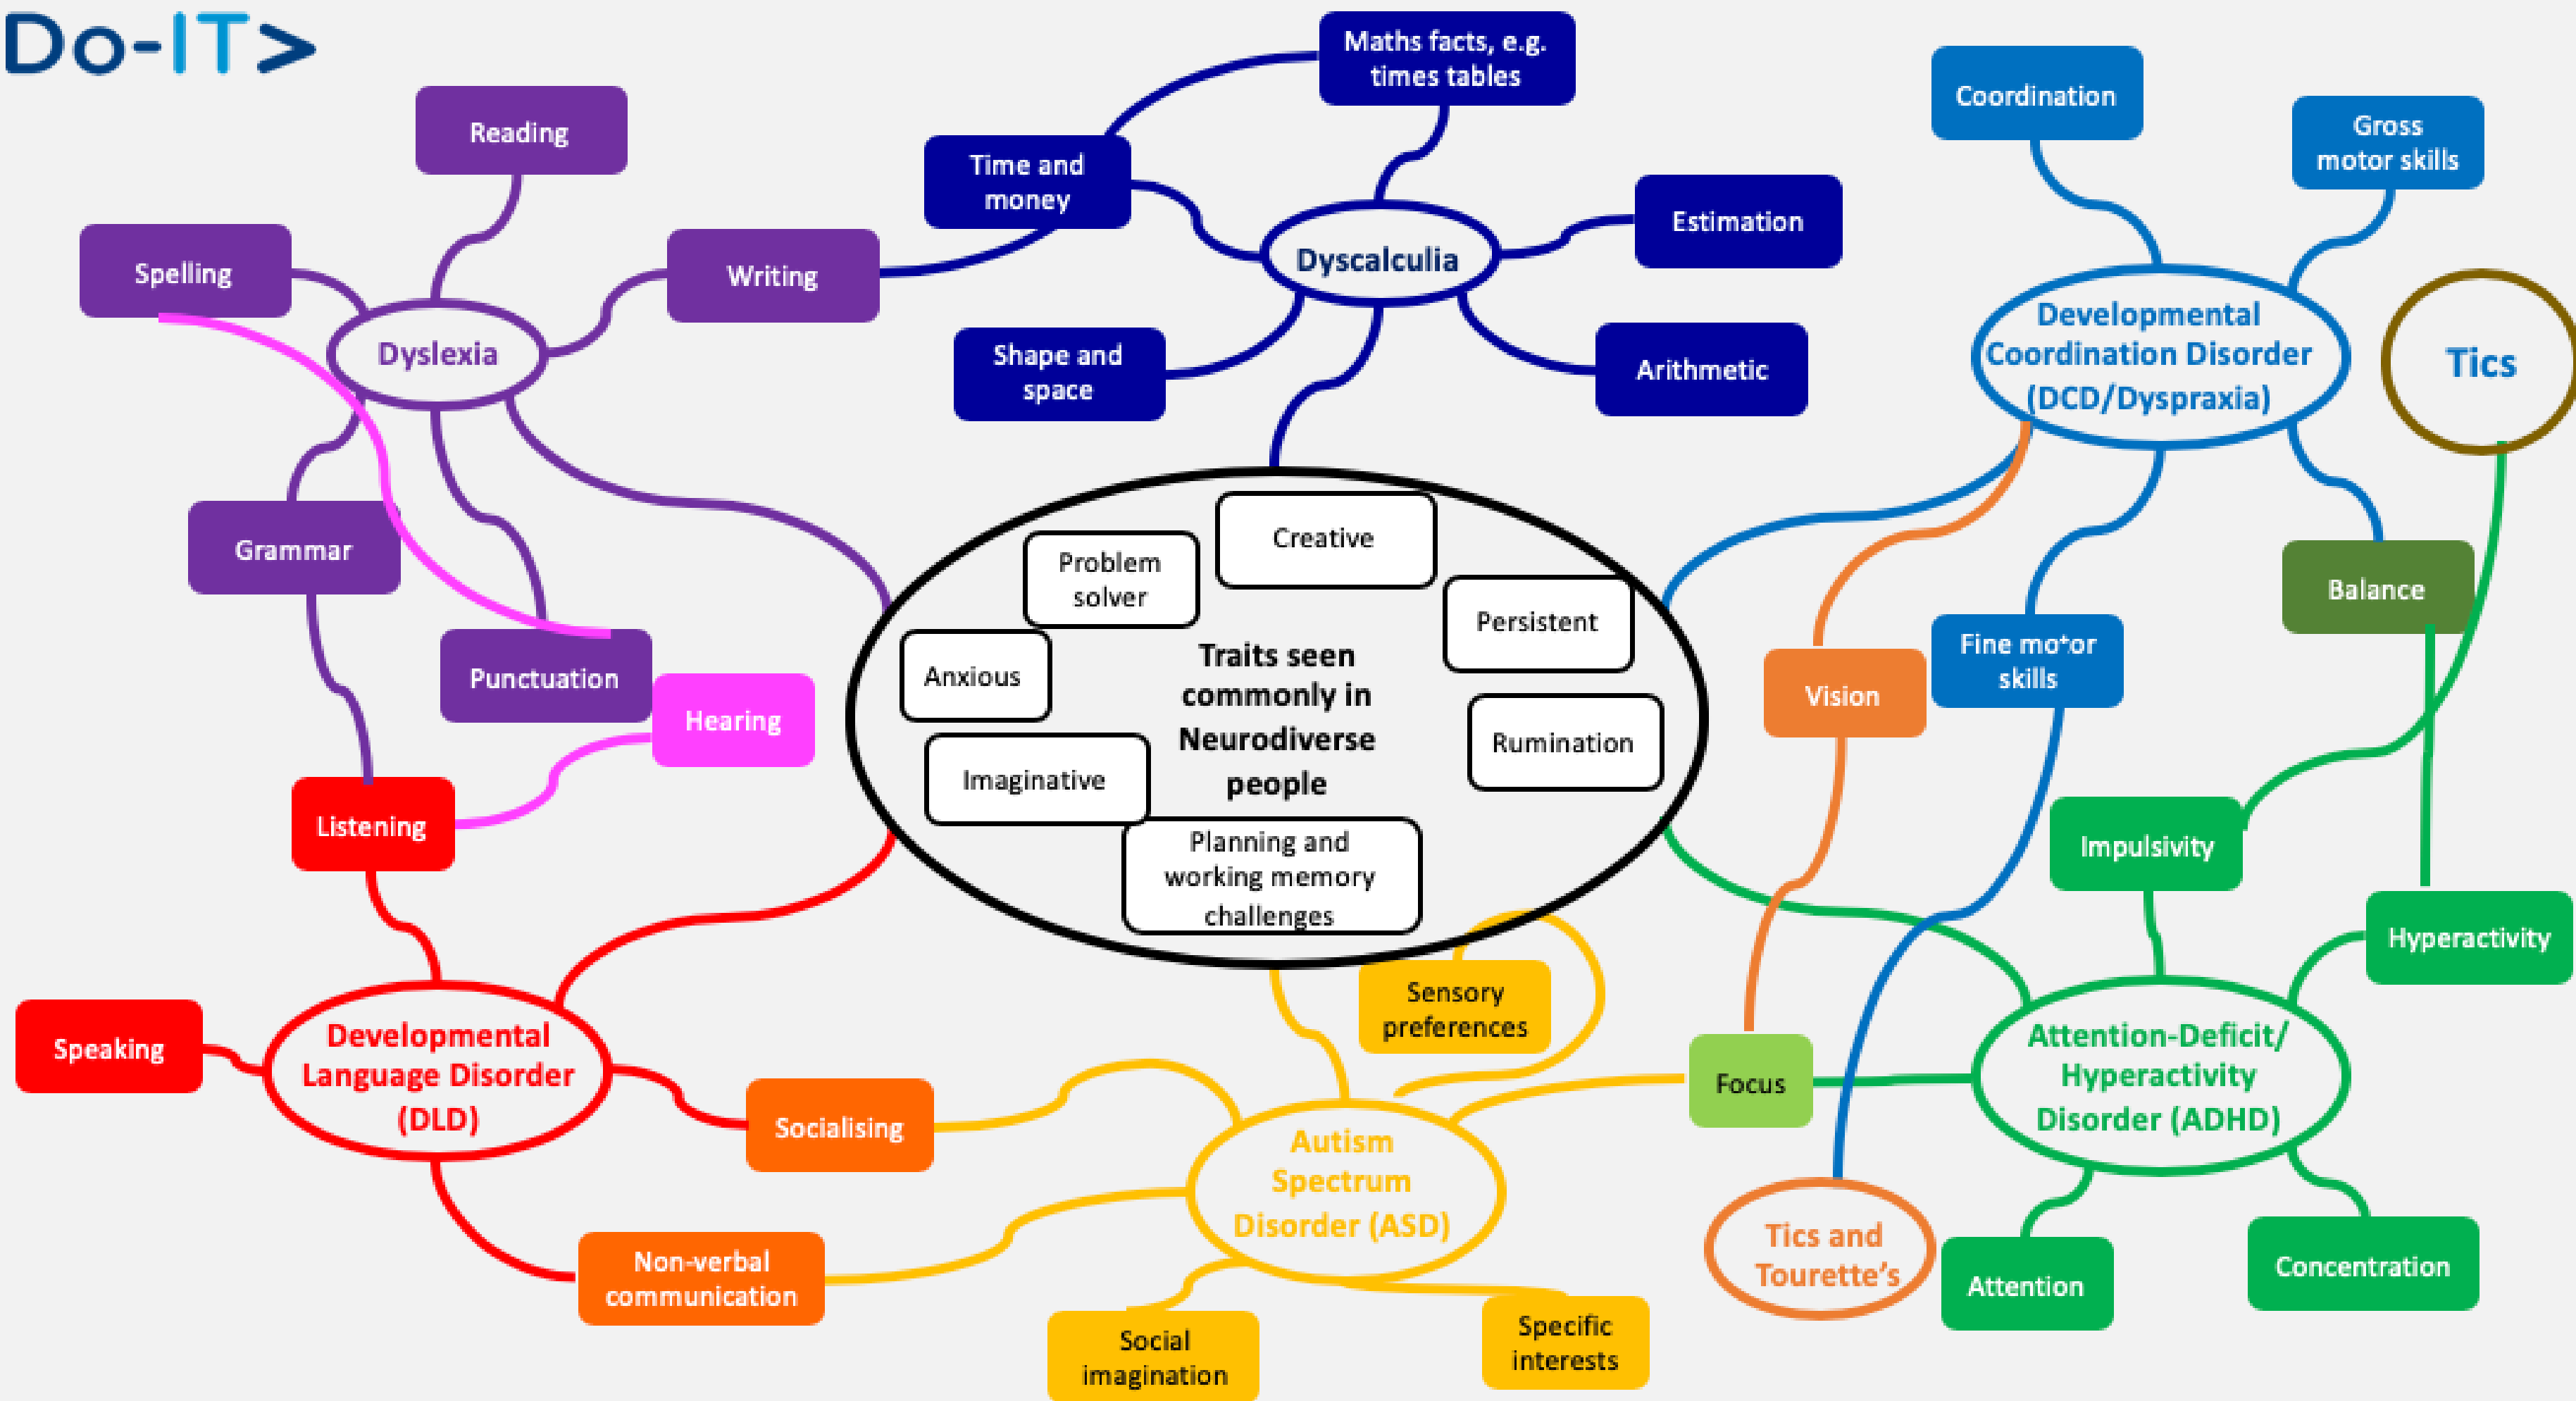 Do-IT>
Maths facts, e.g.
times tables
Coordination
Gross
motor skills
Reading
Time and
money
Estimation
Spelling
Writing
Dyscalculia
Dyslexia
Shape and
space
Arithmetic
Developmental
Coordination Disorder
(DCD/Dyspraxia)
Tics
Grammar
Punctuation
Hearing
Listening
Creative
Problem
solver
Persistent
Anxious
Traits seen
commonly in
Neurodiverse
people
Rumination
Imaginative
Planning and
working memory
challenges
Balance
Vision
Fine motor
skills
Impulsivity
Hyperactivity
Sensory
preferences
Speaking
Developmental
Language Disorder
(DLD)
Socialising
Focus
Attention-Deficit/
Hyperactivity
Disorder (ADHD)
Autism
Spectrum
Disorder (ASD)
Non-verbal
communication
Tics and
Tourette’s
Attention
Concentration
Social
imagination
Specific
interests